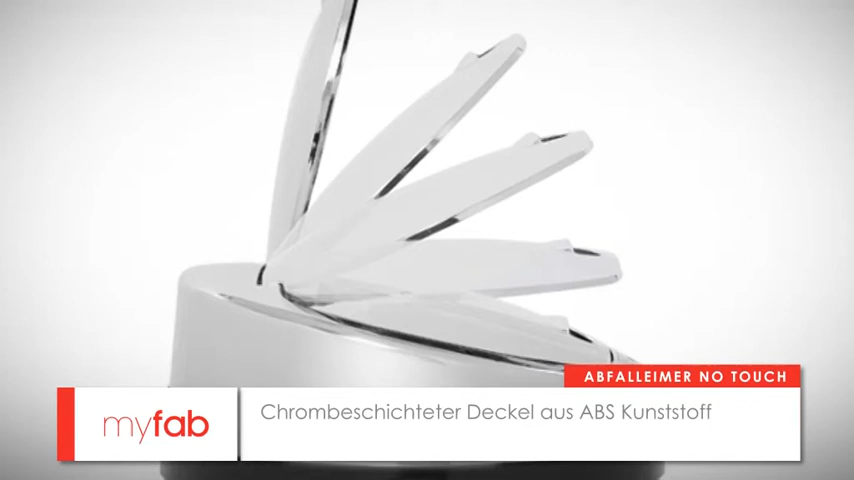 ABFALLEIMER NO TOUCH
myfab
Chrombeschichteter Deckel aus ABS Kunststoff